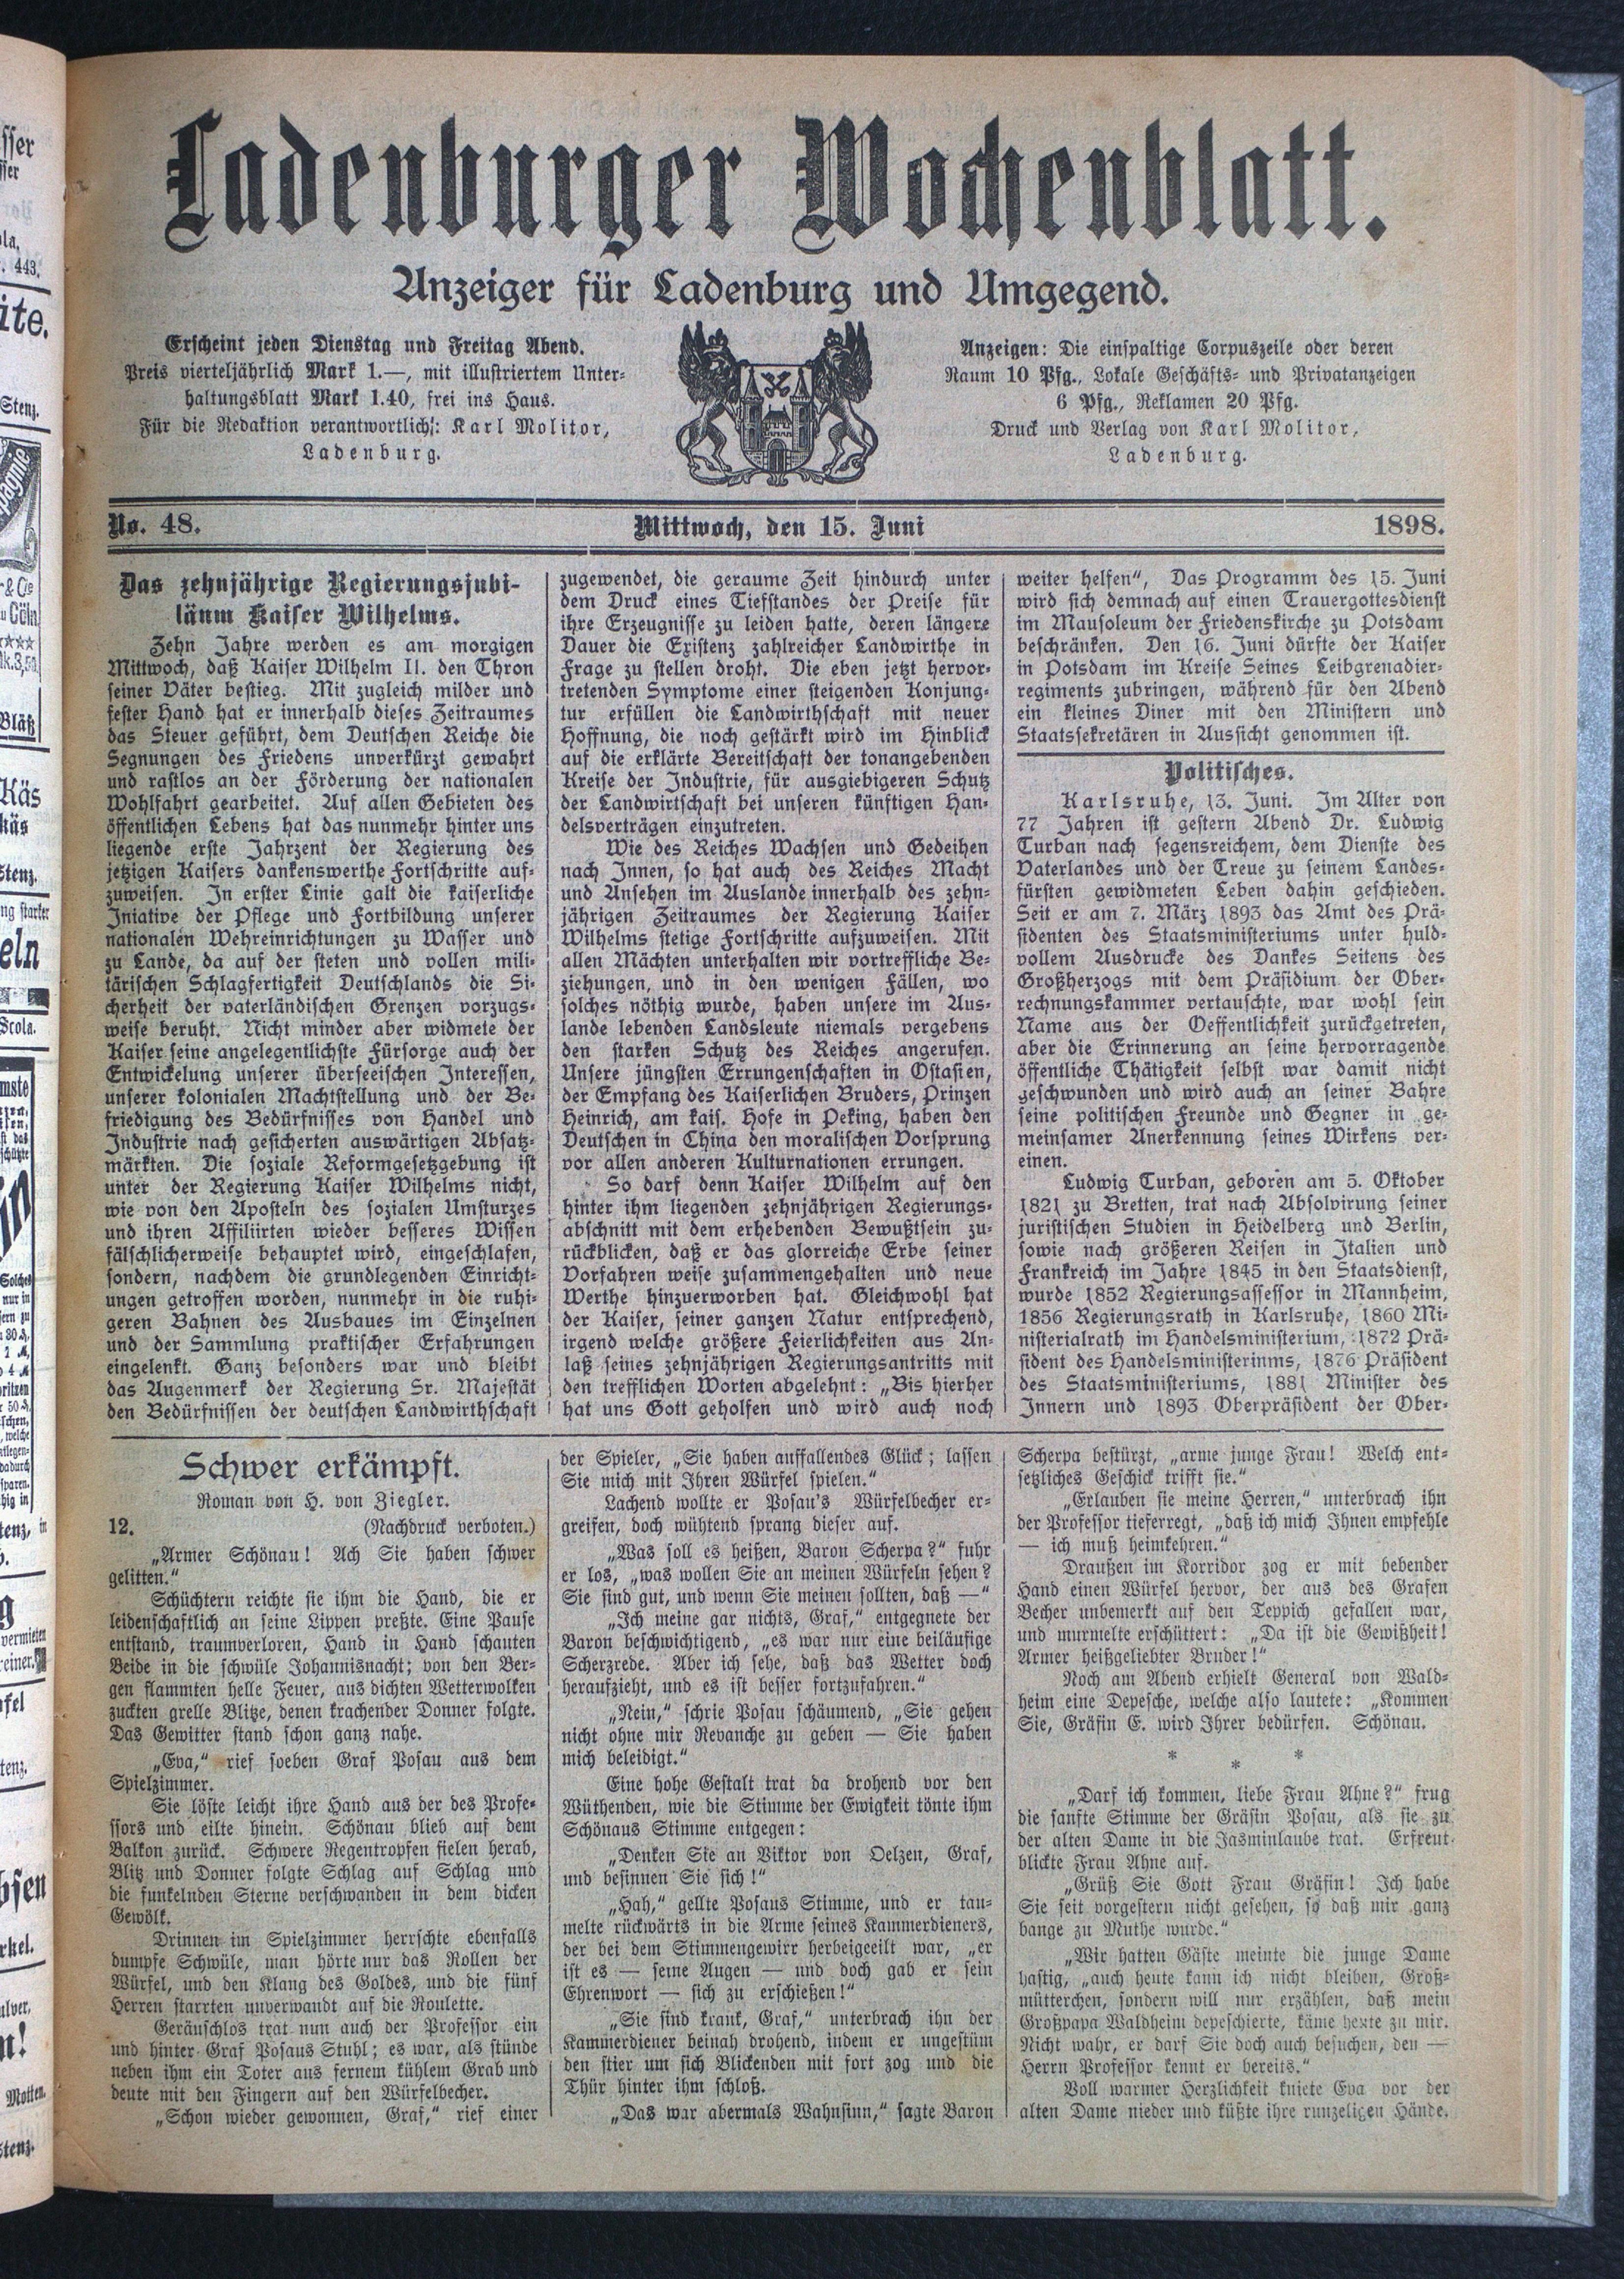 Ladenburger Wochenblatt.
Anzeiger für Ladenburg und Umgegend.
Erscheint jeden Dienstag und Freitag Abend.
Preis vierteljährlich Mark 1.—, mit illustriertem Unter-
haltungsblatt Mark 1.40, frei ins Haus.
Für die Redaktion verantwortlich: Karl Molitor,
Ladenburg.
Anzeigen: Die einspaltige Corpuszeile oder deren
Raum 10 Pfg., Lokale Geschäfts- und Privatanzeigen
6 Pfg., Reklamen 20 Pfg.
Druck und Verlag von Karl Molitor,
Ladenburg.
No. 48.
Mittwoch, den 15. Juni
1898.
Das zehnjährige Regierungsjubi-
läum Kaiser Wilhelms.
Zehn Jahre werden es am morgigen
Mittwoch, daß Kaiser Wilhelm II. den Thron
seiner Väter bestieg. Mit zugleich milder und
fester Hand hat er innerhalb dieses Zeitraumes
das Steuer geführt, dem Deutschen Reiche die
Segnungen des Friedens unverkürzt gewahrt
und rastlos an der Förderung der nationalen
Wohlfahrt gearbeitet. Auf allen Gebieten des
öffentlichen Lebens hat das nunmehr hinter uns
liegende erste Jahrzent der Regierung des
jetzigen Kaisers dankenswerthe Fortschritte auf-
zuweisen. In erster Linie galt die kaiserliche
Iniative der Pflege und Fortbildung unserer
nationalen Wehreinrichtungen zu Wasser und
zu Lande, da auf der steten und vollen mili-
tärischen Schlagfertigkeit Deutschlands die Si-
cherheit der vaterländischen Grenzen vorzugs-
weise beruht. Nicht minder aber widmete der
Kaiser seine angelegentlichste Fürsorge auch der
Entwickelung unserer überseeischen Interessen,
unserer kolonialen Machtstellung und der Be-
friedigung des Bedürfnisses von Handel und
Industrie nach gesicherten auswärtigen Absatz-
märkten. Die soziale Reformgesetzgebung ist
unter der Regierung Kaiser Wilhelms nicht,
wie von den Aposteln des sozialen Umsturzes
und ihren Affiliirten wieder besseres Wissen
fälschlicherweise behauptet wird, eingeschlafen,
sondern, nachdem die grundlegenden Einricht-
ungen getroffen worden, nunmehr in die ruhi-
geren Bahnen des Ausbaues im Einzelnen
und der Sammlung praktischer Erfahrungen
eingelenkt. Ganz besonders war und bleibt
das Augenmerk der Regierung Sr. Majestät
den Bedürfnissen der deutschen Landwirthschaft
zugewendet, die geraume Zeit hindurch unter
dem Druck eines Tiefstandes der Preise für
ihre Erzeugnisse zu leiden hatte, deren längere
Dauer die Existenz zahlreicher Landwirthe in
Frage zu stellen droht. Die eben jetzt hervor-
tretenden Symptome einer steigenden Konjung-
tur erfüllen die Landwirthschaft mit neuer
Hoffnung, die noch gestärkt wird im Hinblick
auf die erklärte Bereitschaft der tonangebenden
Kreise der Industrie, für ausgiebigeren Schutz
der Landwirtschaft bei unseren künftigen Han-
delsverträgen einzutreten.
Wie des Reiches Wachsen und Gedeihen
nach Innen, so hat auch des Reiches Macht
und Ansehen im Auslande innerhalb des zehn-
jährigen Zeitraumes der Regierung Kaiser
Wilhelms stetige Fortschritte aufzuweisen. Mit
allen Mächten unterhalten wir vortreffliche Be-
ziehungen, und in den wenigen Fällen, wo
solches nöthig wurde, haben unsere im Aus-
lande lebenden Landsleute niemals vergebens
den starken Schutz des Reiches angerufen.
Unsere jüngsten Errungenschaften in Ostasien,
der Empfang des Kaiserlichen Bruders, Prinzen
Heinrich, am kais. Hofe in Peking, haben den
Deutschen in China den moralischen Vorsprung
vor allen anderen Kulturnationen errungen.
So darf denn Kaiser Wilhelm auf den
hinter ihm liegenden zehnjährigen Regierungs-
abschnitt mit dem erhebenden Bewußtsein zu-
rückblicken, daß er das glorreiche Erbe seiner
Vorfahren weise zusammengehalten und neue
Werthe hinzuerworben hat. Gleichwohl hat
der Kaiser, seiner ganzen Natur entsprechend,
irgend welche größere Feierlichkeiten aus An-
laß seines zehnjährigen Regierungsantritts mit
den trefflichen Worten abgelehnt: „Bis hierher
hat uns Gott geholfen und wird auch noch
weiter helfen“, Das Programm des 15. Juni
wird sich demnach auf einen Trauergottesdienst
im Mausoleum der Friedenskirche zu Potsdam
beschränken. Den 16. Juni dürfte der Kaiser
in Potsdam im Kreise Seines Leibgrenadier-
regiments zubringen, während für den Abend
ein kleines Diner mit den Ministern und
Staatssekretären in Aussicht genommen ist.
Politisches.
Karlsruhe, 13. Juni. Im Alter von
77 Jahren ist gestern Abend Dr. Ludwig
Turban nach segensreichem, dem Dienste des
Vaterlandes und der Treue zu seinem Landes-
fürsten gewidmeten Leben dahin geschieden.
Seit er am 7. März 1893 das Amt des Prä-
sidenten des Staatsministeriums unter huld-
vollem Ausdrucke des Dankes Seitens des
Großherzogs mit dem Präsidium der Ober-
rechnungskammer vertauschte, war wohl sein
Name aus der Oeffentlichkeit zurückgetreten,
aber die Erinnerung an seine hervorragende
öffentliche Thätigkeit selbst war damit nicht
geschwunden und wird auch an seiner Bahre
seine politischen Freunde und Gegner in ge-
meinsamer Anerkennung seines Wirkens ver-
einen.
Ludwig Turban, geboren am 5. Oktober
1821 zu Bretten, trat nach Absolvirung seiner
juristischen Studien in Heidelberg und Berlin,
sowie nach größeren Reisen in Italien und
Frankreich im Jahre 1845 in den Staatsdienst,
wurde 1852 Regierungsassessor in Mannheim,
1856 Regierungsrath in Karlsruhe, 1860 Mi-
nisterialrath im Handelsministerium, 1872 Prä-
sident des Handelsministerinms, 1876 Präsident
des Staatsministeriums, 1881 Minister des
Innern und 1893 Oberpräsident der Ober-
Schwer erkämpft.
Roman von H. von Ziegler.
12.
(Nachdruck verboten.)
„Armer Schönau! Ach Sie haben schwer
gelitten.“
Schüchtern reichte sie ihm die Hand, die er
leidenschaftlich an seine Lippen preßte. Eine Pause
entstand, traumverloren, Hand in Hand schauten
Beide in die schwüle Johannisnacht; von den Ber-
gen flammten helle Feuer, aus dichten Wetterwolken
zuckten grelle Blitze, denen krachender Donner folgte.
Das Gewitter stand schon ganz nahe.
„Eva,“ rief soeben Graf Posau aus dem
Spielzimmer.
Sie löste leicht ihre Hand aus der des Profe-
ssors und eilte hinein. Schönau blieb auf dem
Balkon zurück. Schwere Regentropfen fielen herab,
Blitz und Donner folgte Schlag auf Schlag und
die funkelnden Sterne verschwanden in dem dicken
Gewölk.
Drinnen im Spielzimmer herrschte ebenfalls
dumpfe Schwüle, man hörte nur das Rollen der
Würfel, und den Klang des Goldes, und die fünf
Herren starrten unverwandt auf die Roulette.
Geräuschlos trat nun auch der Professor ein
und hinter Graf Posaus Stuhl; es war, als stünde
neben ihm ein Toter aus fernem kühlem Grab und
deute mit den Fingern auf den Würfelbecher.
„Schon wieder gewonnen, Graf,“ rief einer
der Spieler, „Sie haben auffallendes Glück; lassen
Sie mich mit Ihren Würfel spielen.“
Lachend wollte er Posau's Würfelbecher er-
greifen, doch wühtend sprang dieser auf.
„Was soll es heißen, Baron Scherpa?“ fuhr
er los, „was wollen Sie an meinen Würfeln sehen?
Sie sind gut, und wenn Sie meinen sollten, daß —“
„Ich meine gar nichts, Graf,“ entgegnete der
Baron beschwichtigend, „es war nur eine beiläufige
Scherzrede. Aber ich sehe, daß das Wetter doch
heraufzieht, und es ist besser fortzufahren.“
„Nein,“ schrie Posau schäumend, „Sie gehen
nicht ohne mir Revanche zu geben — Sie haben
mich beleidigt.“
Eine hohe Gestalt trat da drohend vor den
Wüthenden, wie die Stimme der Ewigkeit tönte ihm
Schönaus Stimme entgegen:
„Denken Sie an Viktor von Oelzen, Graf,
und besinnen Sie sich!“
„Hah,“ gellte Posaus Stimme, und er tau-
melte rückwärts in die Arme seines Kammerdieners,
der bei dem Stimmengewirr herbeigeeilt war, „er
ist es — seine Augen — und doch gab er sein
Ehrenwort — sich zu erschießen!“
„Sie sind krank, Graf,“ unterbrach ihn der
Kammerdiener beinah drohend, indem er ungestüm
den stier um sich Blickenden mit fort zog und die
Thür hinter ihm schloß.
„Das war abermals Wahnsinn,“ sagte Baron
Scherpa bestürzt, „arme junge Frau! Welch ent-
setzliches Geschick trifft sie.“
„Erlauben sie meine Herren,“ unterbrach ihn
der Professor tieferregt, „daß ich mich Ihnen empfehle
— ich muß heimkehren.“
Draußen im Korridor zog er mit bebender
Hand einen Würfel hervor, der aus des Grafen
Becher unbemerkt auf den Teppich gefallen war,
und murmelte erschüttert: „Da ist die Gewißheit!
Armer heißgeliebter Bruder!“
Noch am Abend erhielt General von Wald-
heim eine Depesche, welche also lautete: „Kommen
Sie, Gräfin E. wird Ihrer bedürfen. Schönau.
* * *
„Darf ich kommen, liebe Frau Ahne?“ frug
die sanfte Stimme der Gräfin Posau, als sie zu
der alten Dame in die Jasminlaube trat. Erfreut
blickte Frau Ahne auf.
„Grüß Sie Gott Frau Gräfin! Ich habe
Sie seit vorgestern nicht gesehen, so daß mir ganz
bange zu Muthe wurde.“
„Wir hatten Gäste meinte die junge Dame
hastig, „auch heute kann ich nicht bleiben, Groß-
mütterchen, sondern will nur erzählen, daß mein
Großpapa Waldheim depeschierte, käme heute zu mir.
Nicht wahr, er darf Sie doch auch besuchen, den —
Herrn Professor kennt er bereits.“
Voll warmer Herzlichkeit kniete Eva vor der
alten Dame nieder und küßte ihre runzeligen Hände.